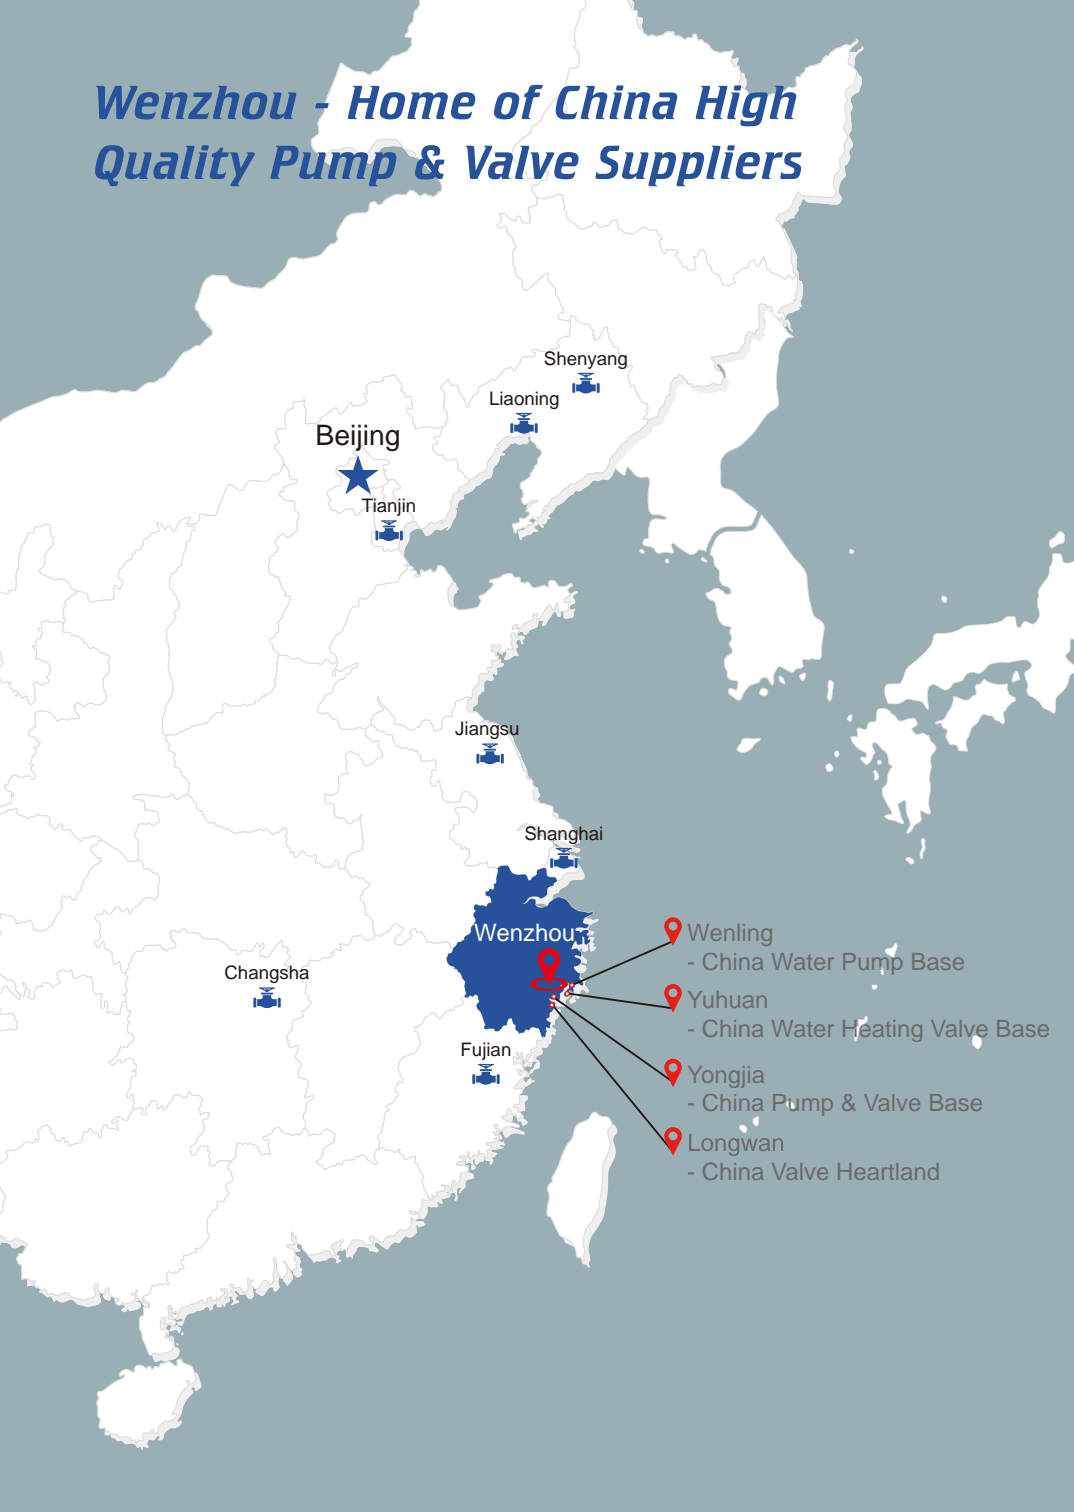 Wenzhou - Home of China High
Quality Pump & Valve Suppliers
Shenyang
Liaoning
Beijing
Tianjin
Jiangsu
Shanghai
Wenzhou
Wenling
- China Water Pump Base
Changsha
Yuhuan
- China Water Heating Valve Base
Fujian
Yongjia
- China Pump & Valve Base
Longwan
- China Valve Heartland